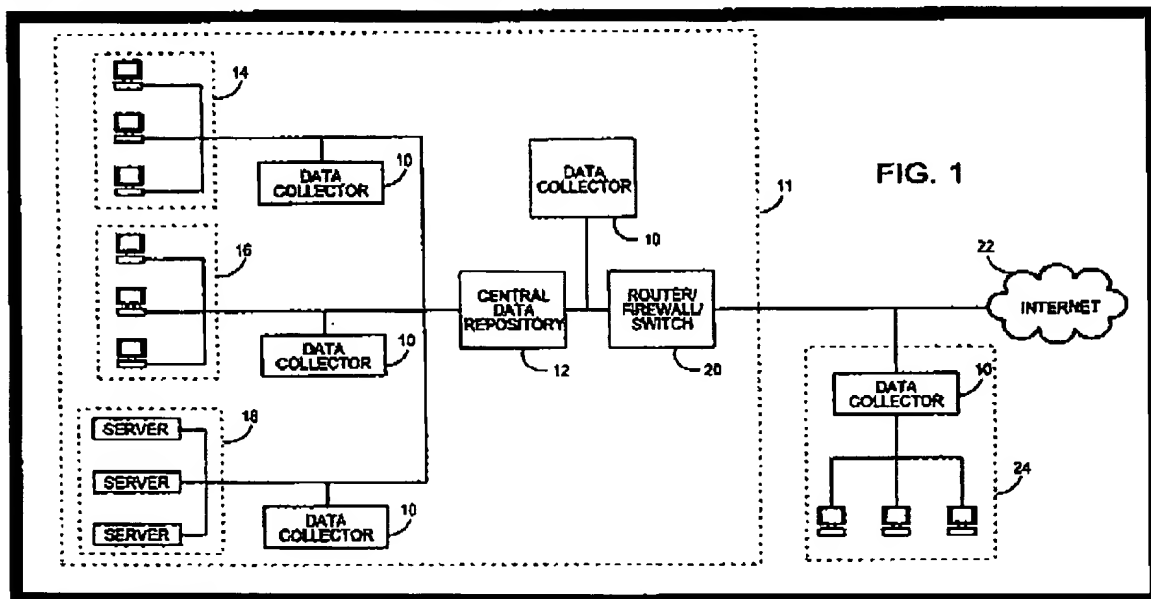 14
10
DATA
COLLECTOR
DATA
COLLECTOR
10
11
FIG. 1
16
10
DATA
COLLECTOR
CENTRAL
DATA
REPOSITORY
12
ROUTER/
FIREWALL/
SWITCH
20
22
INTERNET
18
SERVER
SERVER
SERVER
10
DATA
COLLECTOR
10
DATA
COLLECTOR
24